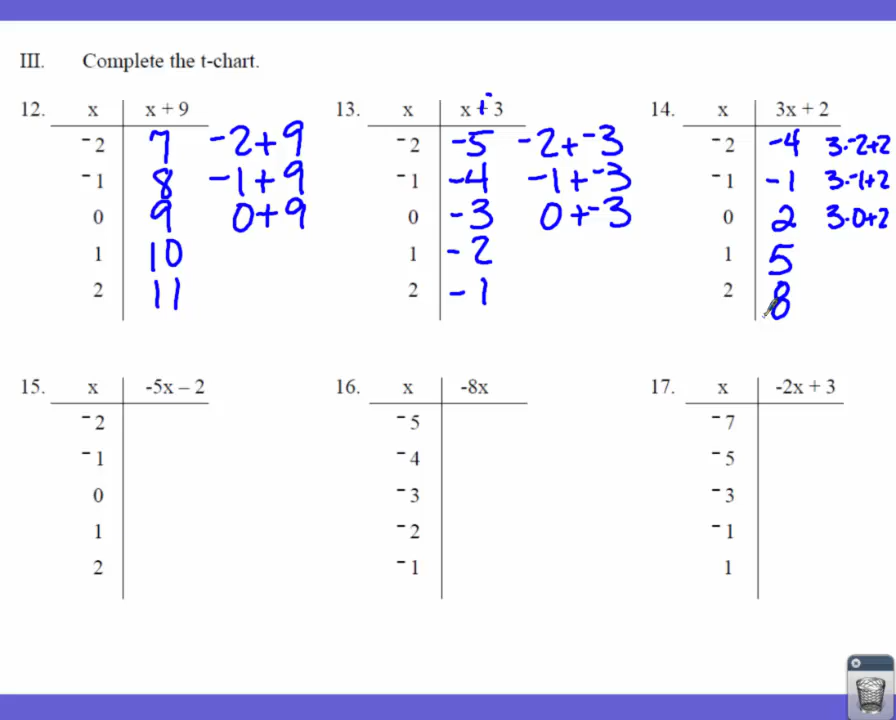 III. Complete the t-chart.
12. x x + 9
⁻2 7 -2+9
⁻1 8 -1+9
0 9 0+9
1 10
2 11
13. x x +⁻ 3
⁻2 -5 -2+-3
⁻1 -4 -1+-3
0 -3 0+-3
1 -2
2 -1
14. x 3x + 2
⁻2 -4 3·-2+2
⁻1 -1 3·-1+2
0 2 3·0+2
1 5
2 8
15. x -5x – 2
⁻2
⁻1
0
1
2
16. x -8x
⁻5
⁻4
⁻3
⁻2
⁻1
17. x -2x + 3
⁻7
⁻5
⁻3
⁻1
1